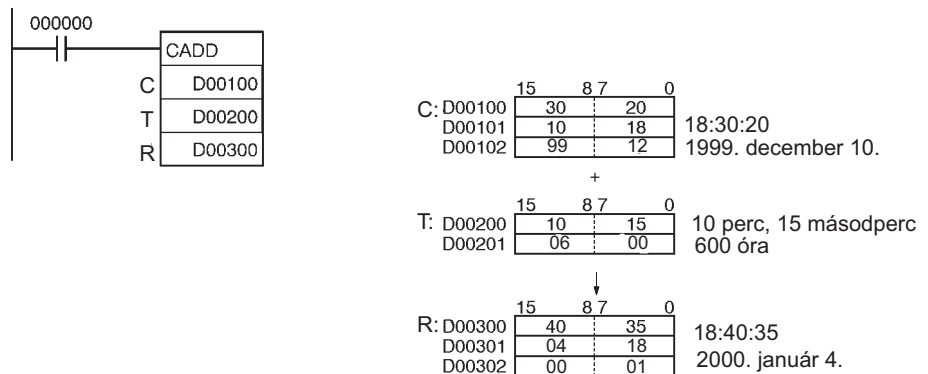 000000
CADD
C D00100
T D00200
R D00300
15 8 7 0
C: D00100 30 20
D00101 10 18 18:30:20
D00102 99 12 1999. december 10.
+
15 8 7 0
T: D00200 10 15 10 perc, 15 másodperc
D00201 06 00 600 óra
15 8 7 0
R: D00300 40 35 18:40:35
D00301 04 18
D00302 00 01 2000. január 4.